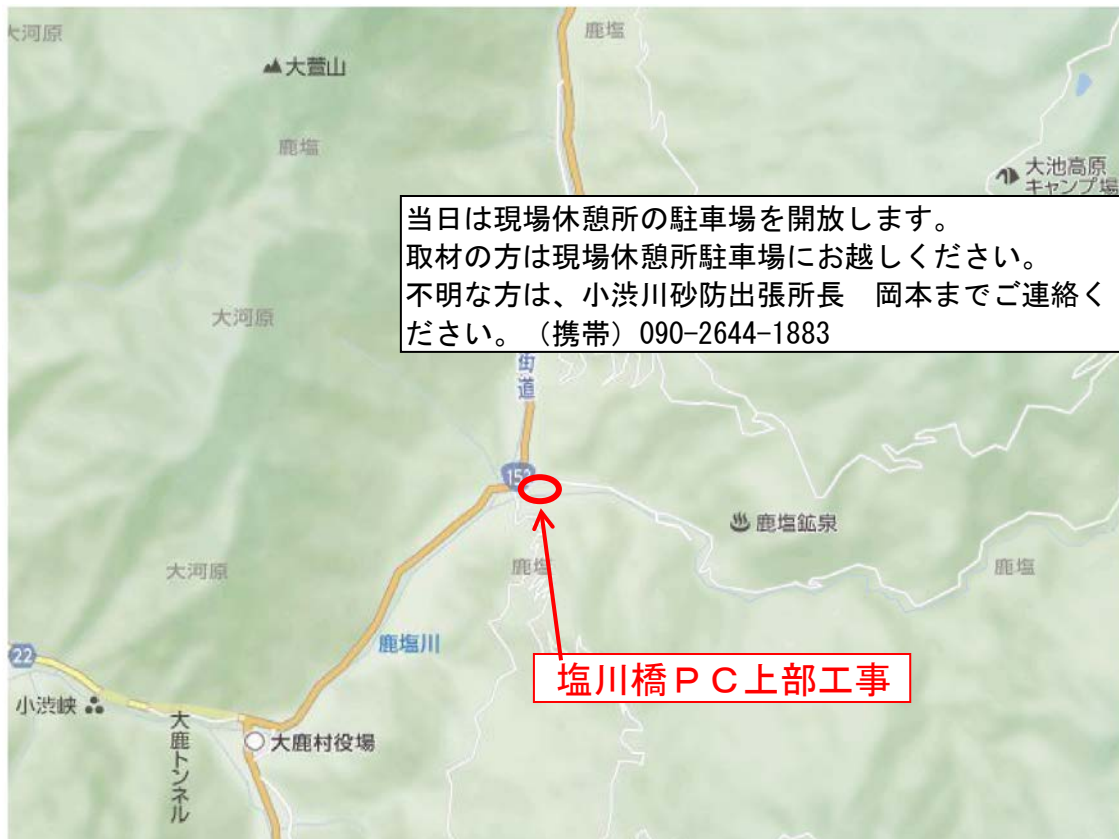 大河原
鹿塩
大萱山
鹿塩
大池高原
キャンプ場
当日は現場休憩所の駐車場を開放します。
取材の方は現場休憩所駐車場にお越しください。
不明な方は、小渋川砂防出張所長　岡本までご連絡く
ださい。（携帯）090-2644-1883
大河原
街道
152
鹿塩鉱泉
大河原
鹿塩
鹿塩
鹿塩川
22
塩川橋ＰＣ上部工事
小渋峡
大鹿トンネル
大鹿村役場